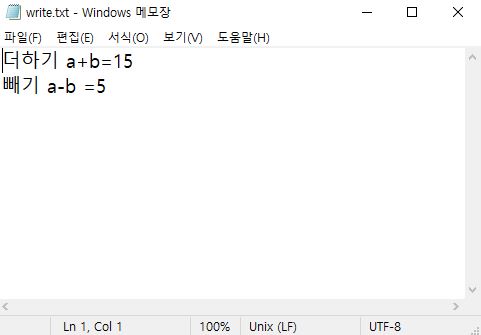 write.txt - Windows 메모장
파일(F) 편집(E) 서식(O) 보기(V) 도움말(H)
더하기 a+b=15
빼기 a-b =5
Ln 1, Col 1 100% Unix (LF) UTF-8